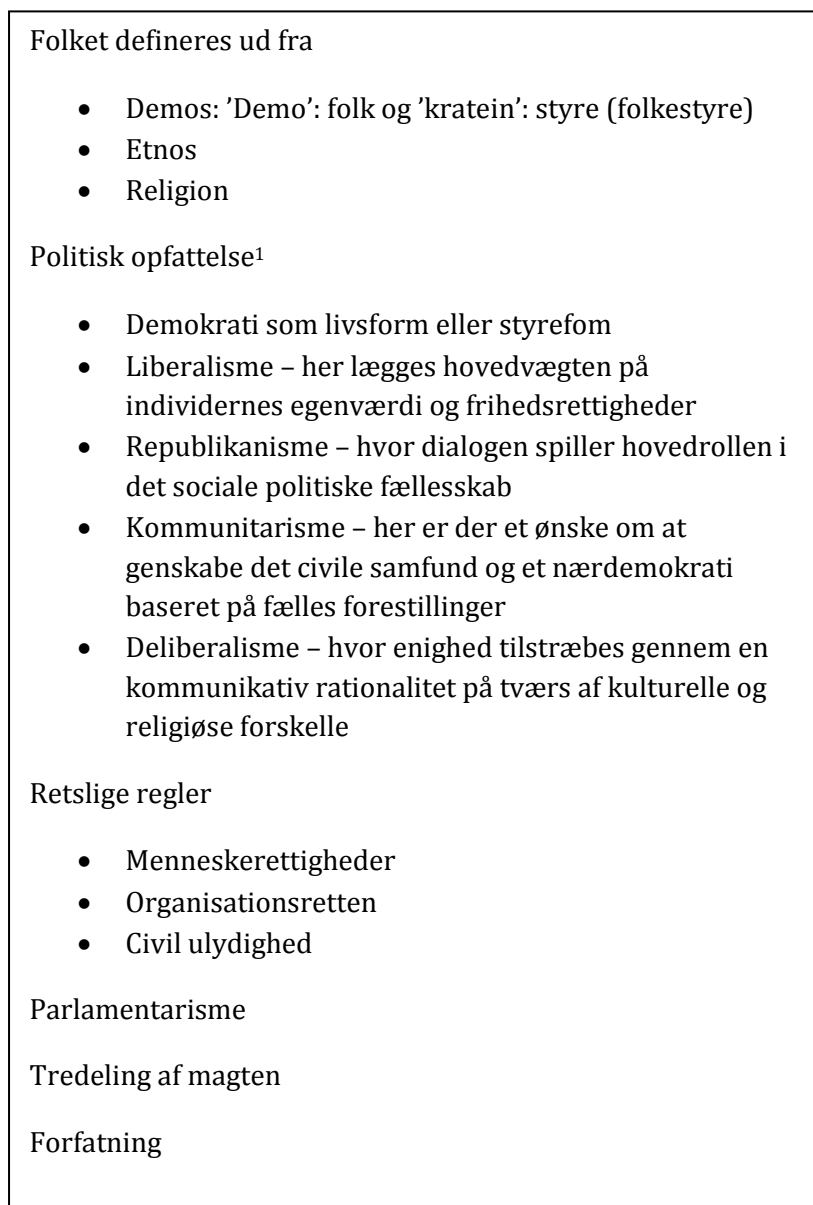 Folket defineres ud fra
• Demos: ’Demo’: folk og ’kratein’: styre (folkestyre)
• Etnos
• Religion
Politisk opfattelse¹
• Demokrati som livsform eller styrefom
• Liberalisme – her lægges hovedvægten på
individernes egenværdi og frihedsrettigheder
• Republikanisme – hvor dialogen spiller hovedrollen i
det sociale politiske fællesskab
• Kommunitarisme – her er der et ønske om at
genskabe det civile samfund og et nærdemokrati
baseret på fælles forestillinger
• Deliberalisme – hvor enighed tilstræbes gennem en
kommunikativ rationalitet på tværs af kulturelle og
religiøse forskelle
Retslige regler
• Menneskerettigheder
• Organisationsretten
• Civil ulydighed
Parlamentarisme
Tredeling af magten
Forfatning